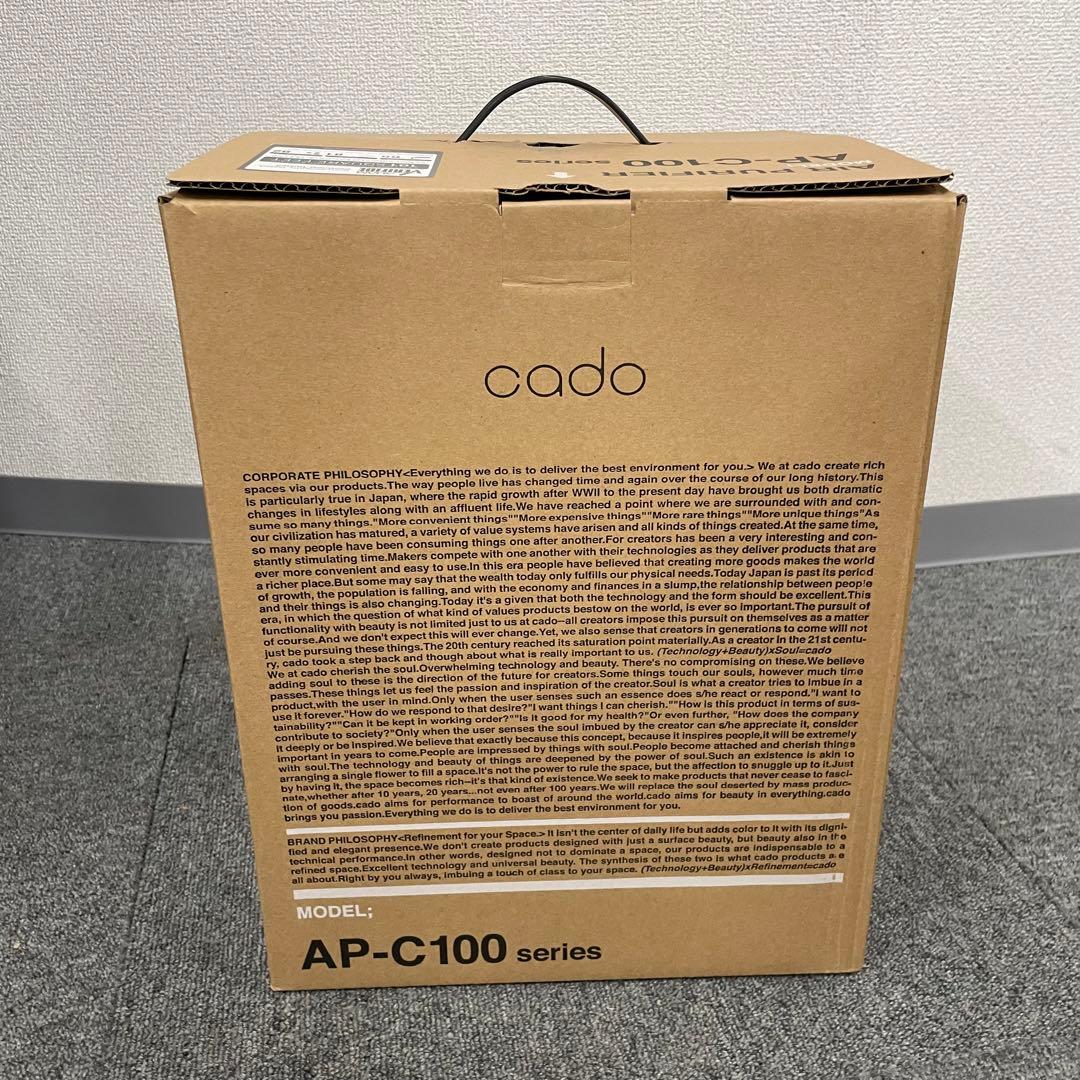 AIR PURIFIER
AP-C100 series
cado
CORPORATE PHILOSOPHY<Everything we do is to deliver the best environment for you.> We at cado create rich
spaces via our products.The way people live has changed time and again over the course of our long history.This
is particularly true in Japan, where the rapid growth after WWII to the present day have brought us both dramatic
changes in lifestyles along with an affluent life.We have reached a point where we are surrounded with and con-
sume so many things."More convenient things""More expensive things""More rare things""More unique things"As
our civilization has matured, a variety of value systems have arisen and all kinds of things created.At the same time,
so many people have been consuming things one after another.For creators has been a very interesting and con-
stantly stimulating time.Makers compete with one another with their technologies as they deliver products that are
ever more convenient and easy to use.In this era people have believed that creating more goods makes the world
a richer place.But some may say that the wealth today only fulfills our physical needs.Today Japan is past its period
of growth, the population is falling, and with the economy and finances in a slump,the relationship between people
and their things is also changing.Today it's a given that both the technology and the form should be excellent.This
era, in which the question of what kind of values products bestow on the world, is ever so important.The pursuit of
functionality with beauty is not limited just to us at cado—all creators impose this pursuit on themselves as a matter
of course.And we don't expect this will ever change.Yet, we also sense that creators in generations to come will not
just be pursuing these things.The 20th century reached its saturation point materially.As a creator in the 21st centu-
ry, cado took a step back and though about what is really important to us. (Technology+Beauty)xSoul=cado
We at cado cherish the soul.Overwhelming technology and beauty. There's no compromising on these.We believe
adding soul to these is the direction of the future for creators.Some things touch our souls, however much time
passes.These things let us feel the passion and inspiration of the creator.Soul is what a creator tries to imbue in a
product,with the user in mind.Only when the user senses such an essence does s/he react or respond."I want to
use it forever."How do we respond to that desire?"I want things I can cherish.""How is this product in terms of sus-
tainability?""Can it be kept in working order?""Is it good for my health?"Or even further, "How does the company
contribute to society?"Only when the user senses the soul imbued by the creator can s/he appreciate it, consider
it deeply or be inspired.We believe that exactly because this concept, because it inspires people,it will be extremely
important in years to come.People are impressed by things with soul.People become attached and cherish things
with soul.The technology and beauty of things are deepened by the power of soul.Such an existence is akin to
arranging a single flower to fill a space.It's not the power to rule the space, but the affection to snuggle up to it.Just
by having it, the space becomes rich—it's that kind of existence.We seek to make products that never cease to fasci-
nate,whether after 10 years, 20 years...not even after 100 years.We will replace the soul deserted by mass produc-
tion of goods.cado aims for performance to boast of around the world.cado aims for beauty in everything.cado
brings you passion.Everything we do is to deliver the best environment for you.
BRAND PHILOSOPHY<Refinement for your Space.> It isn't the center of daily life but adds color to it with its digni-
fied and elegant presence.We don't create products designed with just a surface beauty, but beauty also in the
technical performance.In other words, designed not to dominate a space, our products are indispensable to a
refined space.Excellent technology and universal beauty. The synthesis of these two is what cado products are
all about.Right by you always, imbuing a touch of class to your space. (Technology+Beauty)xRefinement=cado
MODEL;
AP-C100 series